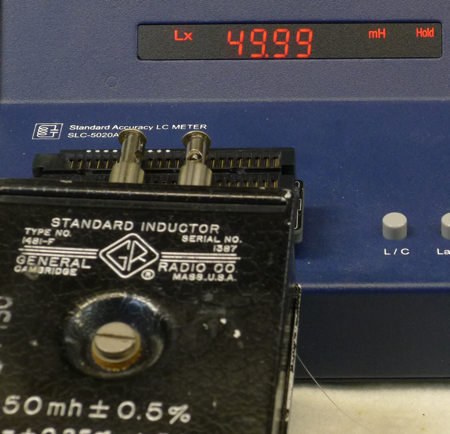 Lx 49.99 mH Hold
Standard Accuracy LC METER
SLC-5020A
L / C
STANDARD INDUCTOR
TYPE NO. SERIAL NO.
1481-F 1387
GENERAL GR RADIO CO.
CAMBRIDGE ® MASS. U.S.A.
50mh ± 0.5%